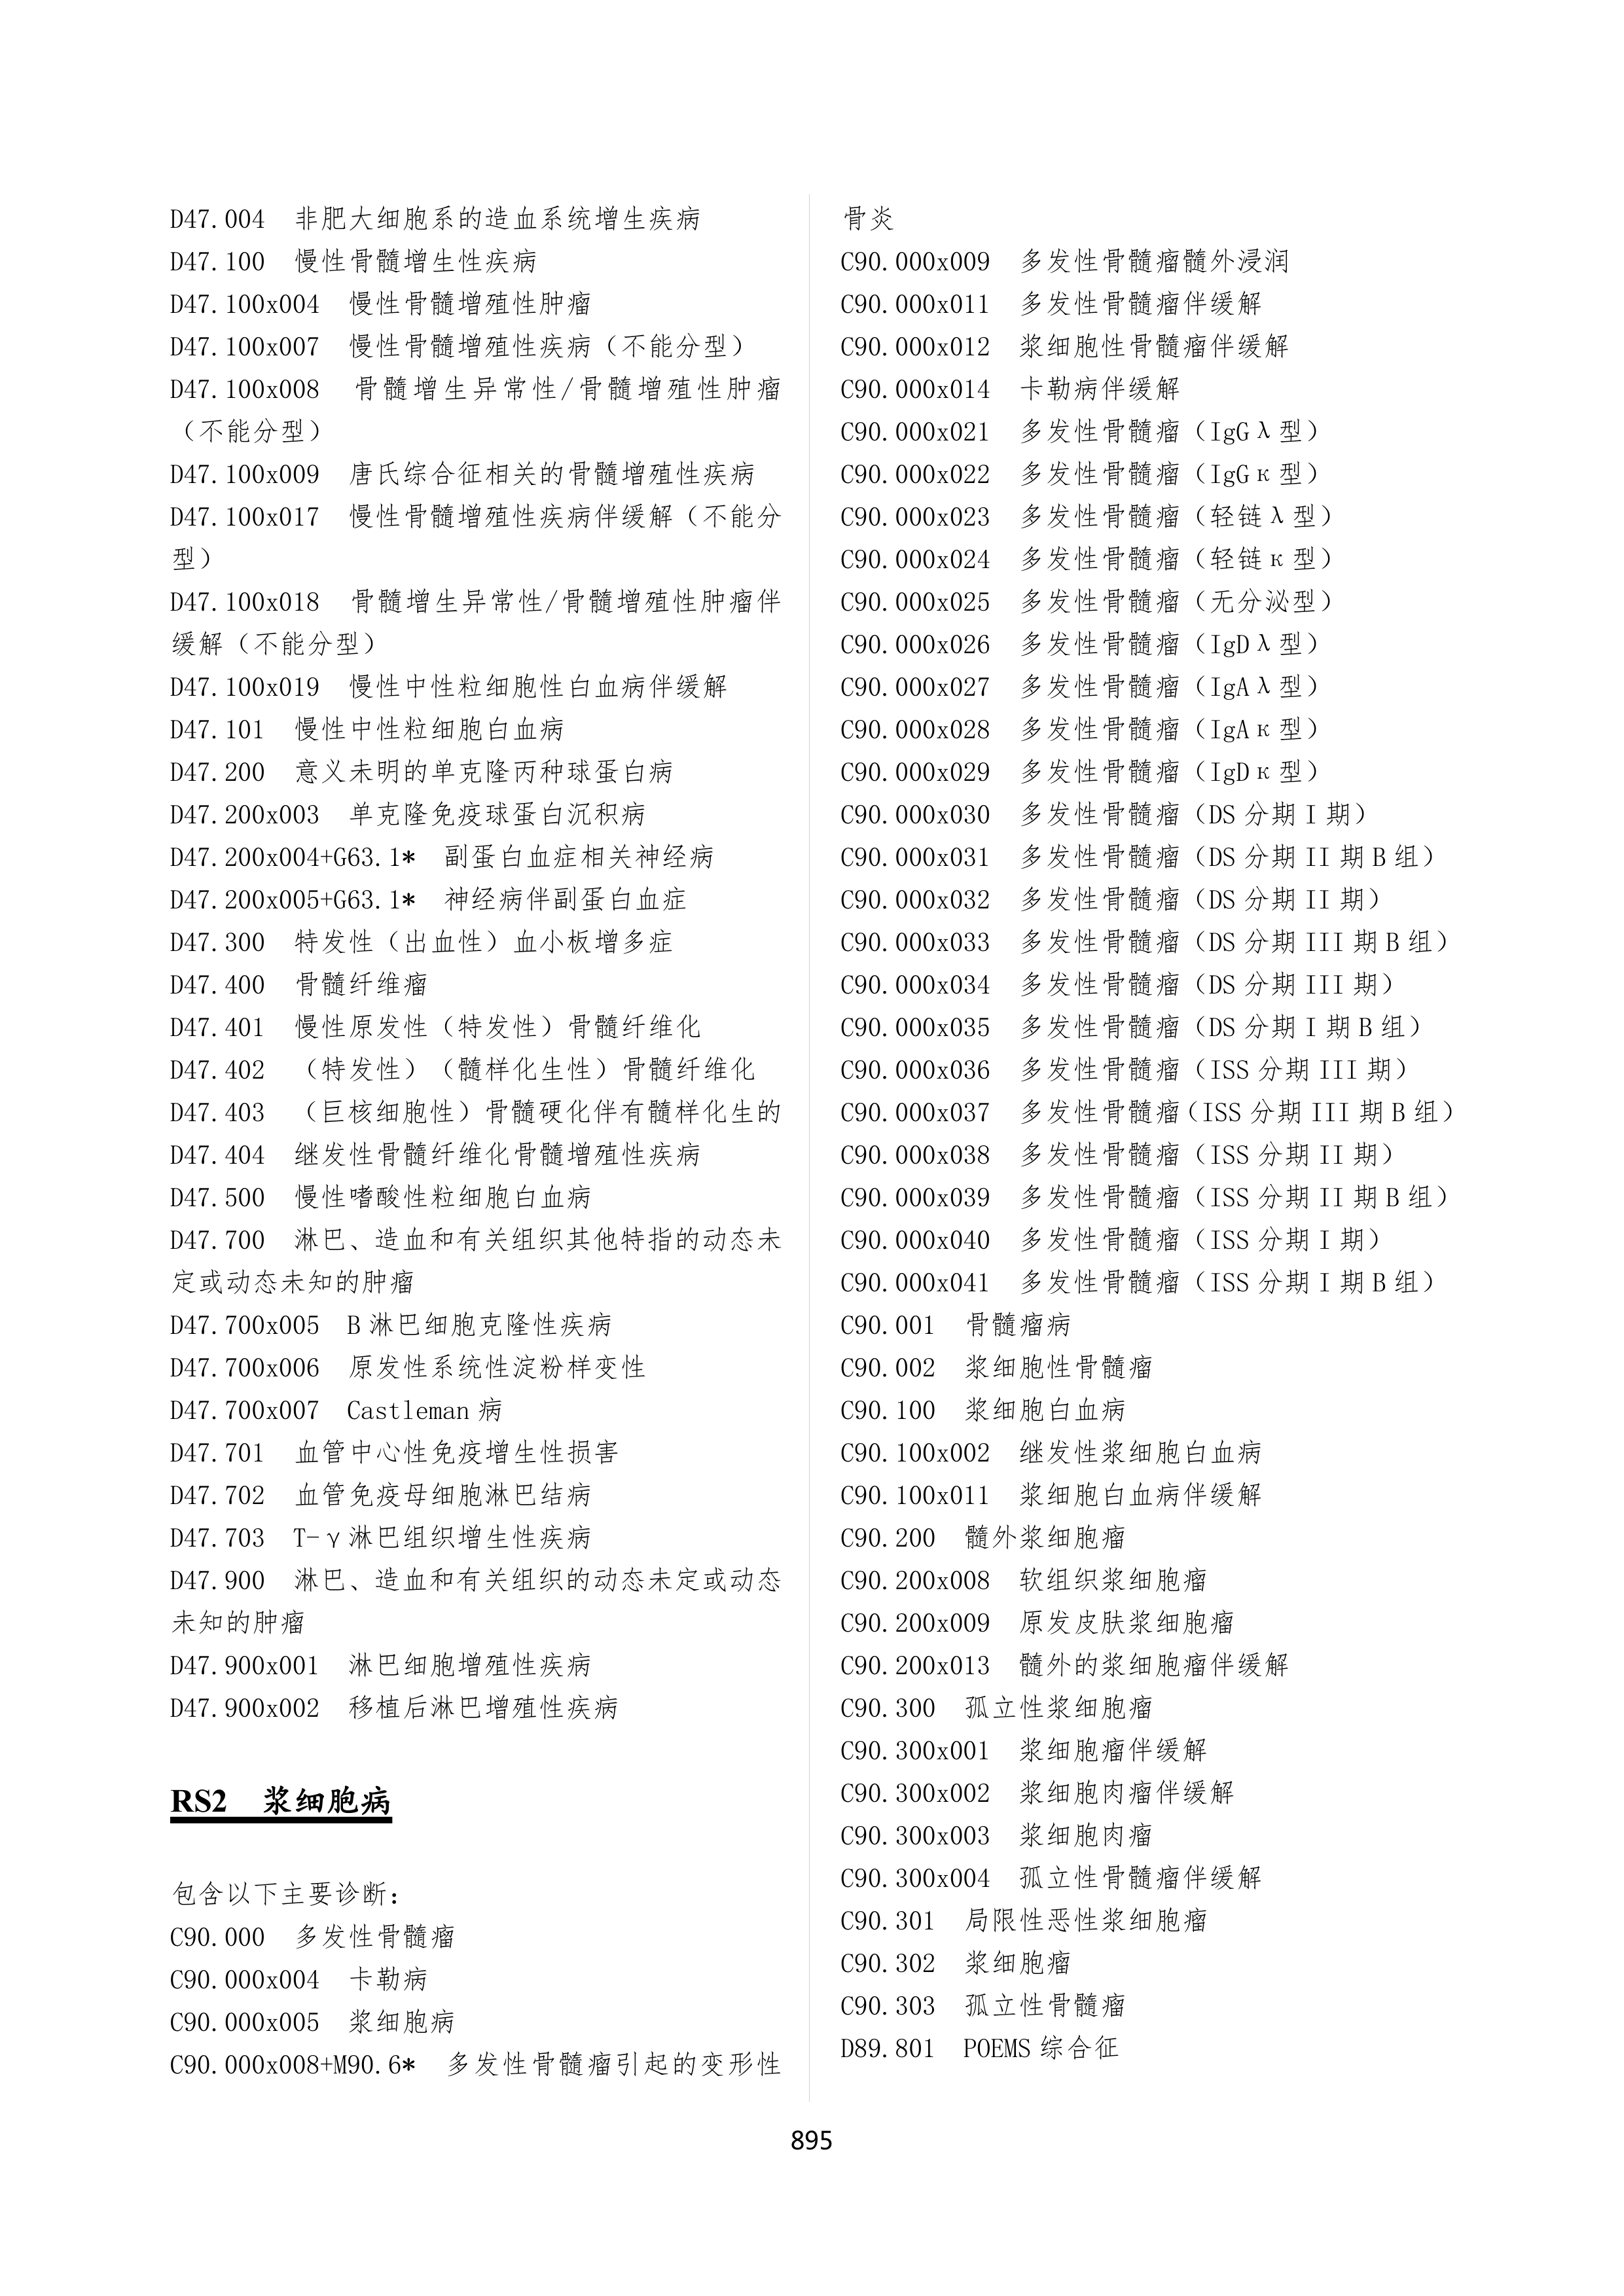 D47.004 非肥大细胞系的造血系统增生疾病
D47.100 慢性骨髓增生性疾病
D47.100x004 慢性骨髓增殖性肿瘤
D47.100x007 慢性骨髓增殖性疾病（不能分型）
D47.100x008 骨髓增生异常性/骨髓增殖性肿瘤
（不能分型）
D47.100x009 唐氏综合征相关的骨髓增殖性疾病
D47.100x017 慢性骨髓增殖性疾病伴缓解（不能分
型）
D47.100x018 骨髓增生异常性/骨髓增殖性肿瘤伴
缓解（不能分型）
D47.100x019 慢性中性粒细胞性白血病伴缓解
D47.101 慢性中性粒细胞白血病
D47.200 意义未明的单克隆丙种球蛋白病
D47.200x003 单克隆免疫球蛋白沉积病
D47.200x004+G63.1* 副蛋白血症相关神经病
D47.200x005+G63.1* 神经病伴副蛋白血症
D47.300 特发性（出血性）血小板增多症
D47.400 骨髓纤维瘤
D47.401 慢性原发性（特发性）骨髓纤维化
D47.402 （特发性）（髓样化生性）骨髓纤维化
D47.403 （巨核细胞性）骨髓硬化伴有髓样化生的
D47.404 继发性骨髓纤维化骨髓增殖性疾病
D47.500 慢性嗜酸性粒细胞白血病
D47.700 淋巴、造血和有关组织其他特指的动态未
定或动态未知的肿瘤
D47.700x005 B淋巴细胞克隆性疾病
D47.700x006 原发性系统性淀粉样变性
D47.700x007 Castleman病
D47.701 血管中心性免疫增生性损害
D47.702 血管免疫母细胞淋巴结病
D47.703 T-γ淋巴组织增生性疾病
D47.900 淋巴、造血和有关组织的动态未定或动态
未知的肿瘤
D47.900x001 淋巴细胞增殖性疾病
D47.900x002 移植后淋巴增殖性疾病
RS2 浆细胞病
包含以下主要诊断：
C90.000 多发性骨髓瘤
C90.000x004 卡勒病
C90.000x005 浆细胞病
C90.000x008+M90.6* 多发性骨髓瘤引起的变形性
骨炎
C90.000x009 多发性骨髓瘤髓外浸润
C90.000x011 多发性骨髓瘤伴缓解
C90.000x012 浆细胞性骨髓瘤伴缓解
C90.000x014 卡勒病伴缓解
C90.000x021 多发性骨髓瘤（IgGλ型）
C90.000x022 多发性骨髓瘤（IgGκ型）
C90.000x023 多发性骨髓瘤（轻链λ型）
C90.000x024 多发性骨髓瘤（轻链κ型）
C90.000x025 多发性骨髓瘤（无分泌型）
C90.000x026 多发性骨髓瘤（IgDλ型）
C90.000x027 多发性骨髓瘤（IgAλ型）
C90.000x028 多发性骨髓瘤（IgAκ型）
C90.000x029 多发性骨髓瘤（IgDκ型）
C90.000x030 多发性骨髓瘤（DS分期I期）
C90.000x031 多发性骨髓瘤（DS分期II期B组）
C90.000x032 多发性骨髓瘤（DS分期II期）
C90.000x033 多发性骨髓瘤（DS分期III期B组）
C90.000x034 多发性骨髓瘤（DS分期III期）
C90.000x035 多发性骨髓瘤（DS分期I期B组）
C90.000x036 多发性骨髓瘤（ISS分期III期）
C90.000x037 多发性骨髓瘤（ISS分期III期B组）
C90.000x038 多发性骨髓瘤（ISS分期II期）
C90.000x039 多发性骨髓瘤（ISS分期II期B组）
C90.000x040 多发性骨髓瘤（ISS分期I期）
C90.000x041 多发性骨髓瘤（ISS分期I期B组）
C90.001 骨髓瘤病
C90.002 浆细胞性骨髓瘤
C90.100 浆细胞白血病
C90.100x002 继发性浆细胞白血病
C90.100x011 浆细胞白血病伴缓解
C90.200 髓外浆细胞瘤
C90.200x008 软组织浆细胞瘤
C90.200x009 原发皮肤浆细胞瘤
C90.200x013 髓外的浆细胞瘤伴缓解
C90.300 孤立性浆细胞瘤
C90.300x001 浆细胞瘤伴缓解
C90.300x002 浆细胞肉瘤伴缓解
C90.300x003 浆细胞肉瘤
C90.300x004 孤立性骨髓瘤伴缓解
C90.301 局限性恶性浆细胞瘤
C90.302 浆细胞瘤
C90.303 孤立性骨髓瘤
D89.801 POEMS综合征
895